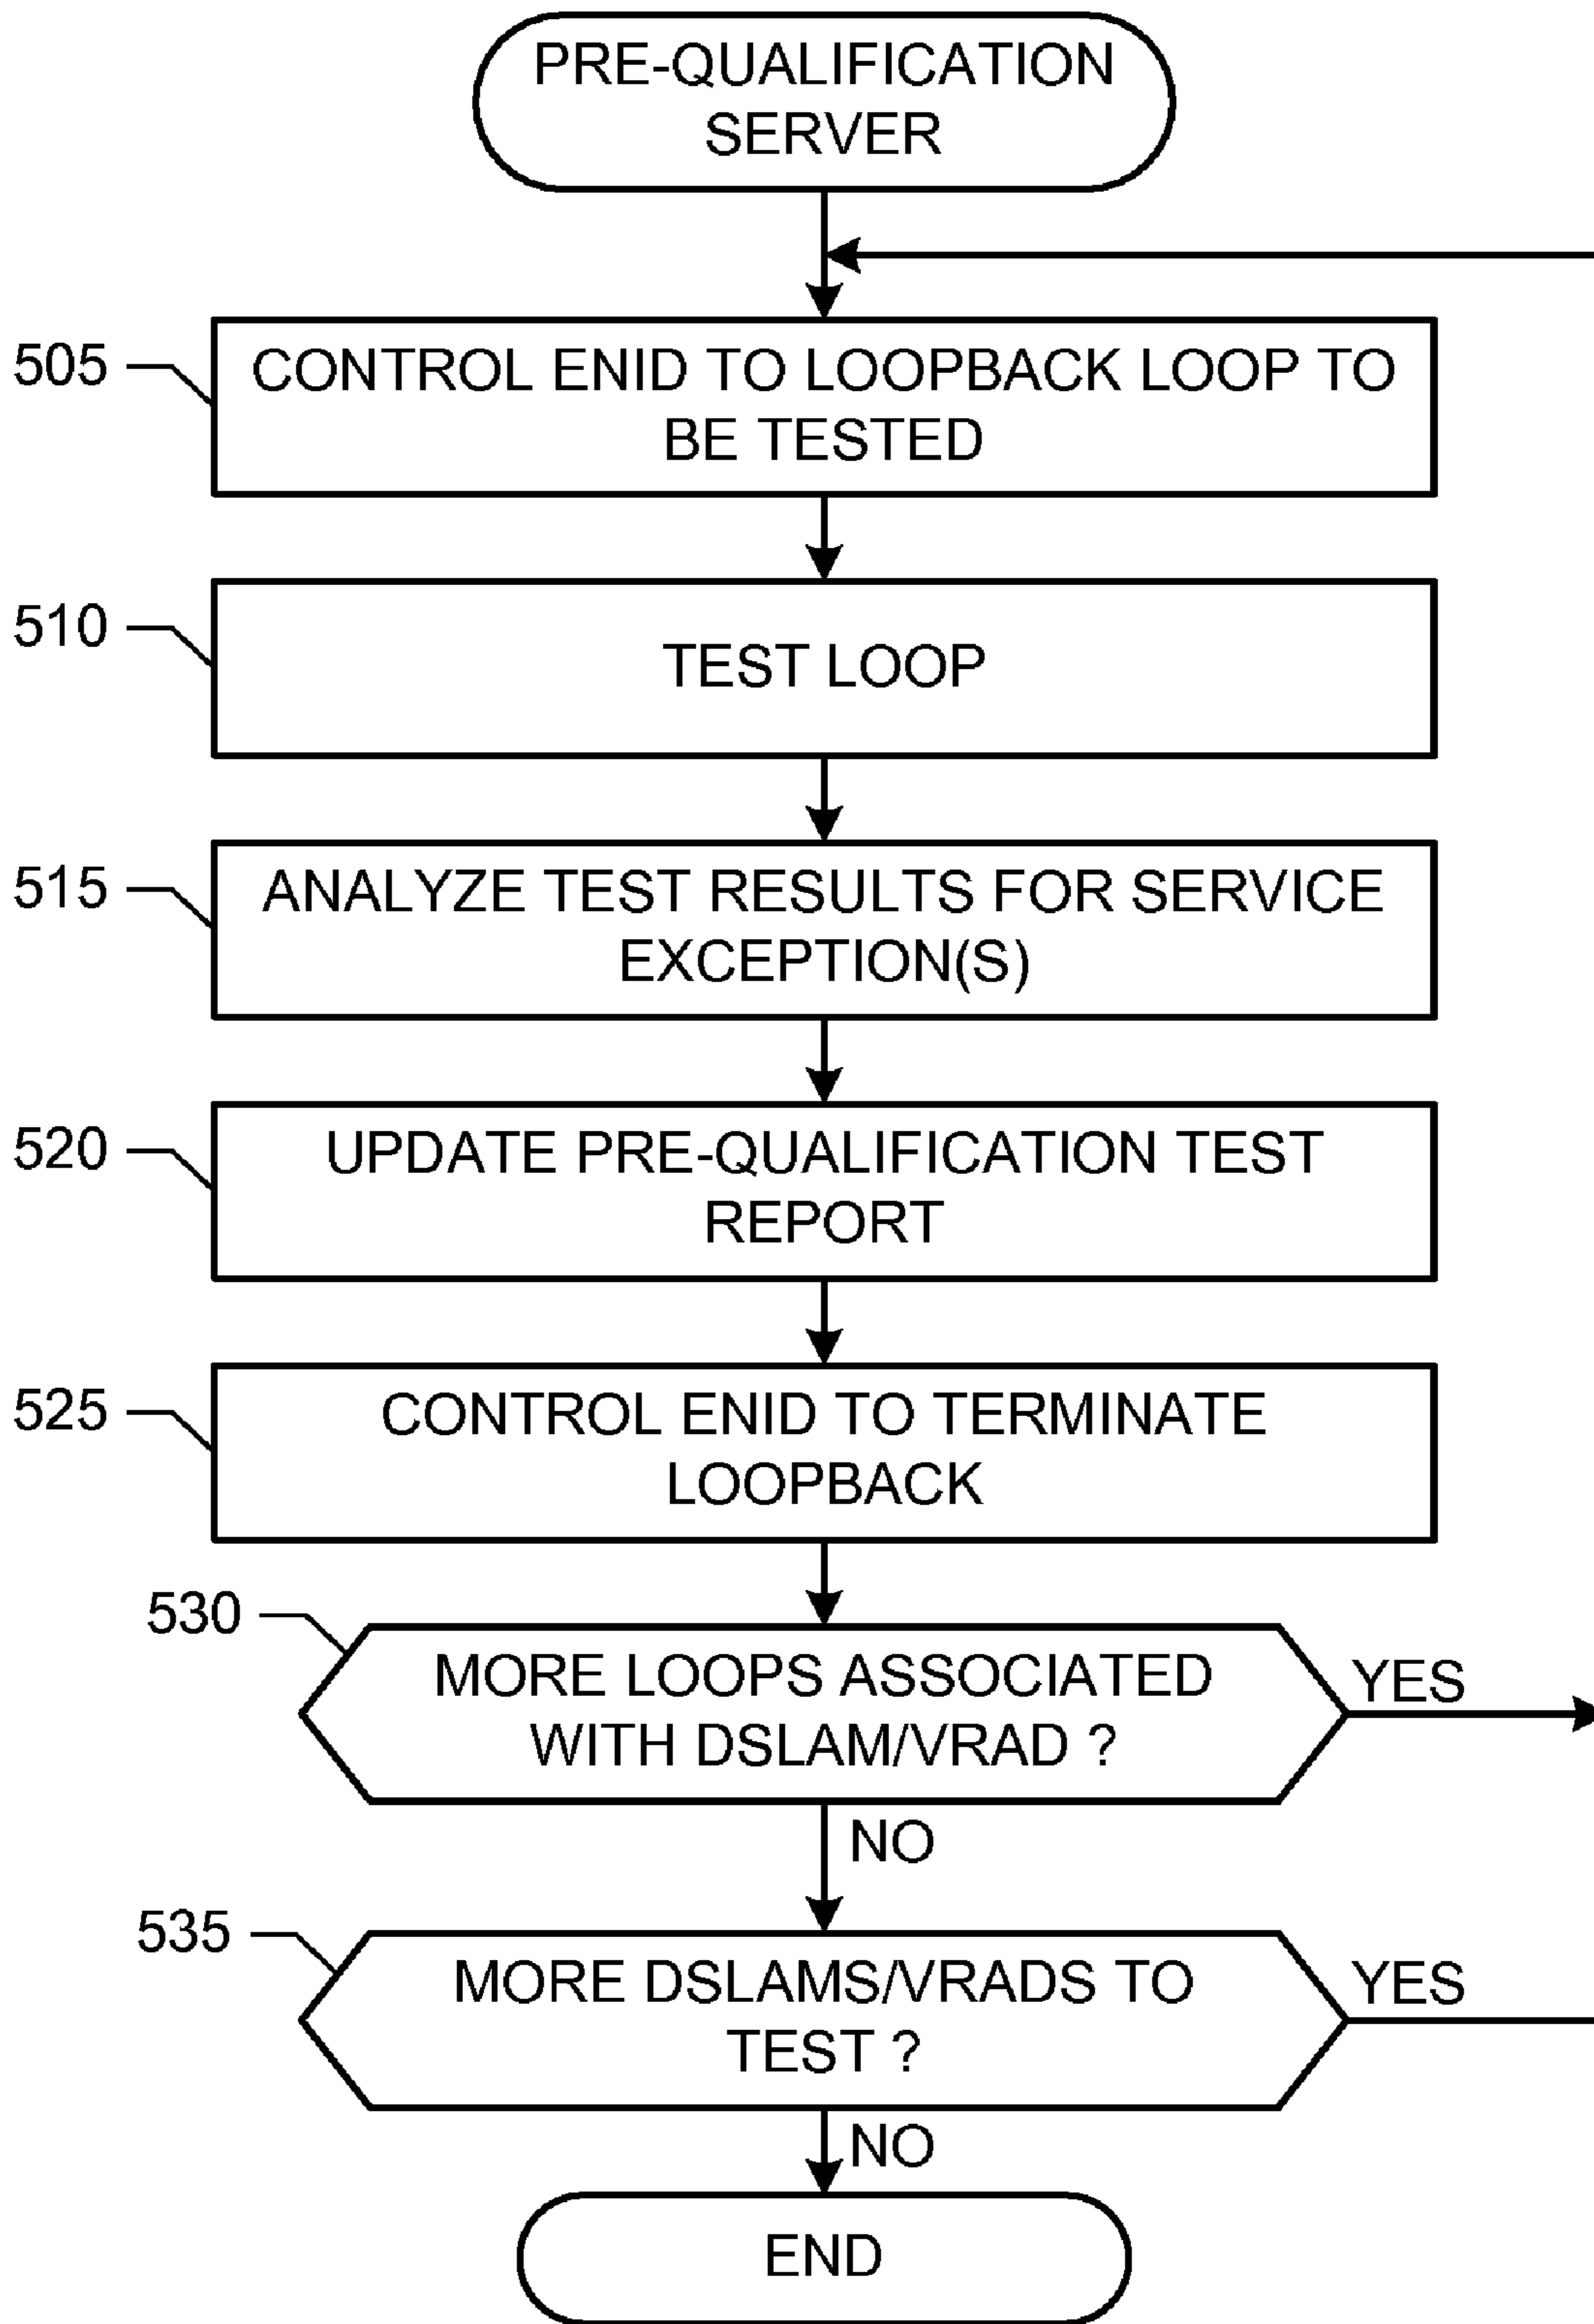 PRE-QUALIFICATION
SERVER
505
CONTROL ENID TO LOOPBACK LOOP TO
BE TESTED
510
TEST LOOP
515
ANALYZE TEST RESULTS FOR SERVICE
EXCEPTION(S)
520
UPDATE PRE-QUALIFICATION TEST
REPORT
525
CONTROL ENID TO TERMINATE
LOOPBACK
530
MORE LOOPS ASSOCIATED
WITH DSLAM/VRAD ?
YES
NO
535
MORE DSLAMS/VRADS TO
TEST ?
YES
NO
END